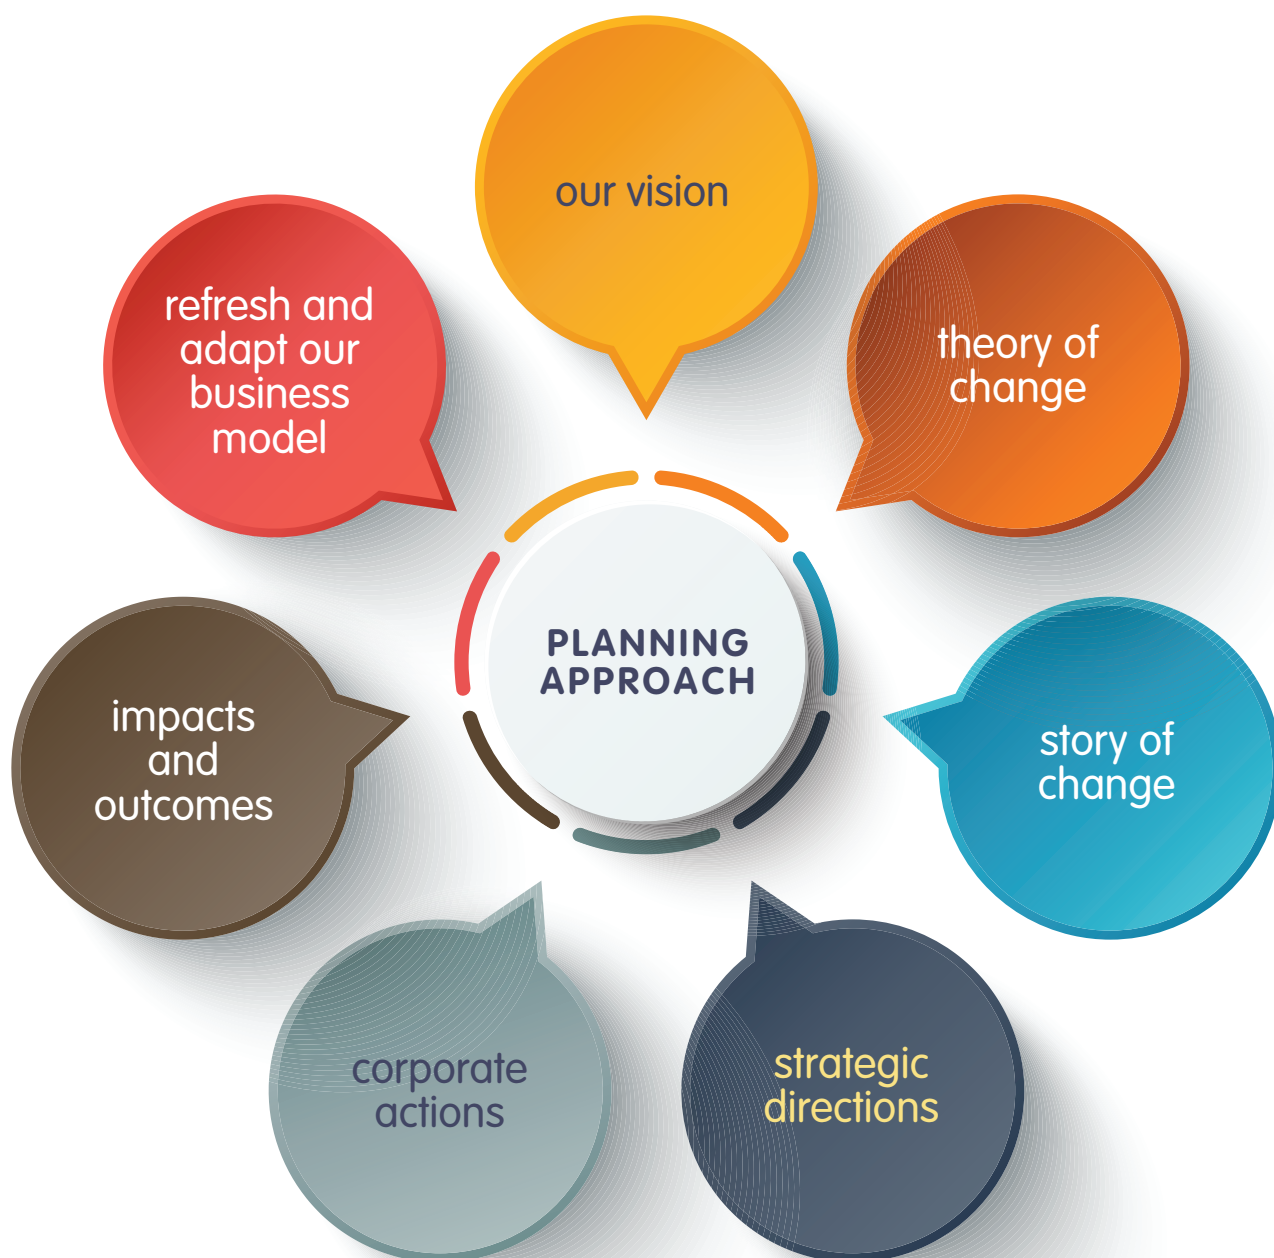 our vision
theory of
change
story of
change
strategic
directions
corporate
actions
impacts
and
outcomes
refresh and
adapt our
business
model
PLANNING
APPROACH